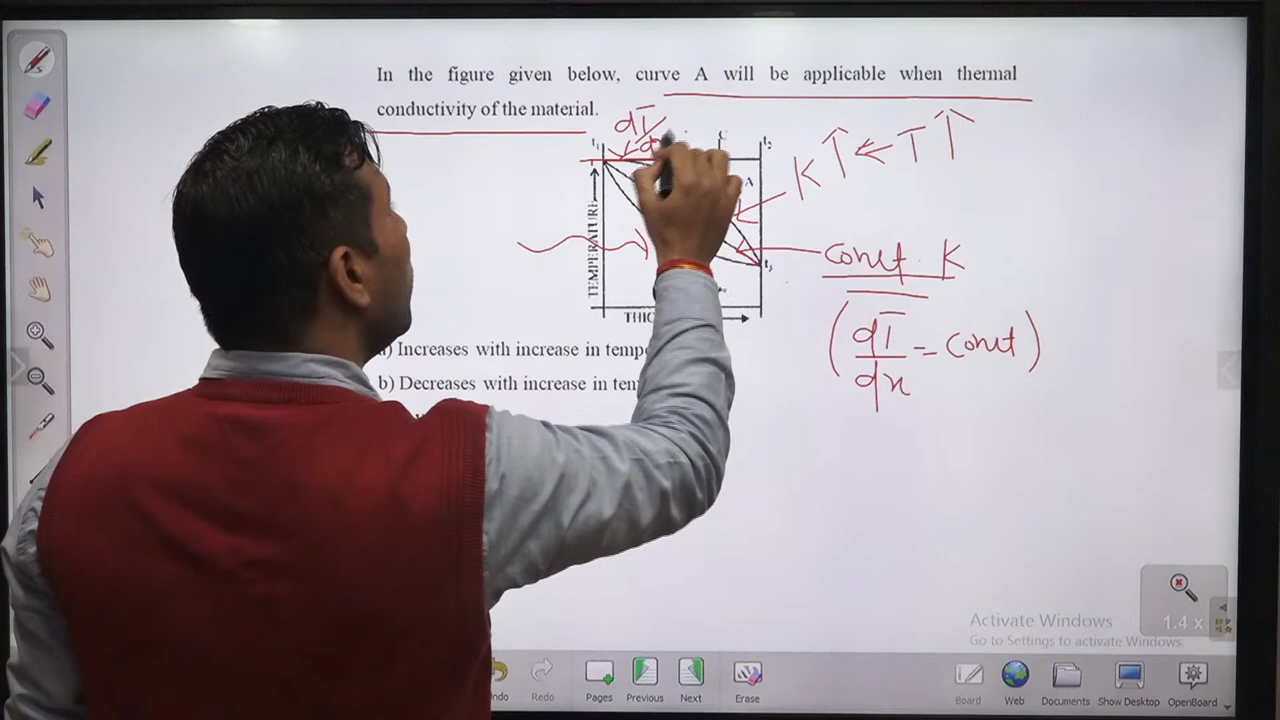 In the figure given below, curve A will be applicable when thermal
conductivity of the material.
dT/
t₁
C
t₂
A
K ↑ ← T ↑
TEMPERATURE
const. K
t₃
(dT/dx = const)
a) Increases with increase in
b) Decreases with increase in
Activate Windows
Go to Settings to activate Windows.
1.4 x
Undo
Redo
Pages
Previous
Next
Erase
Board
Web
Documents
Show Desktop
OpenBoard